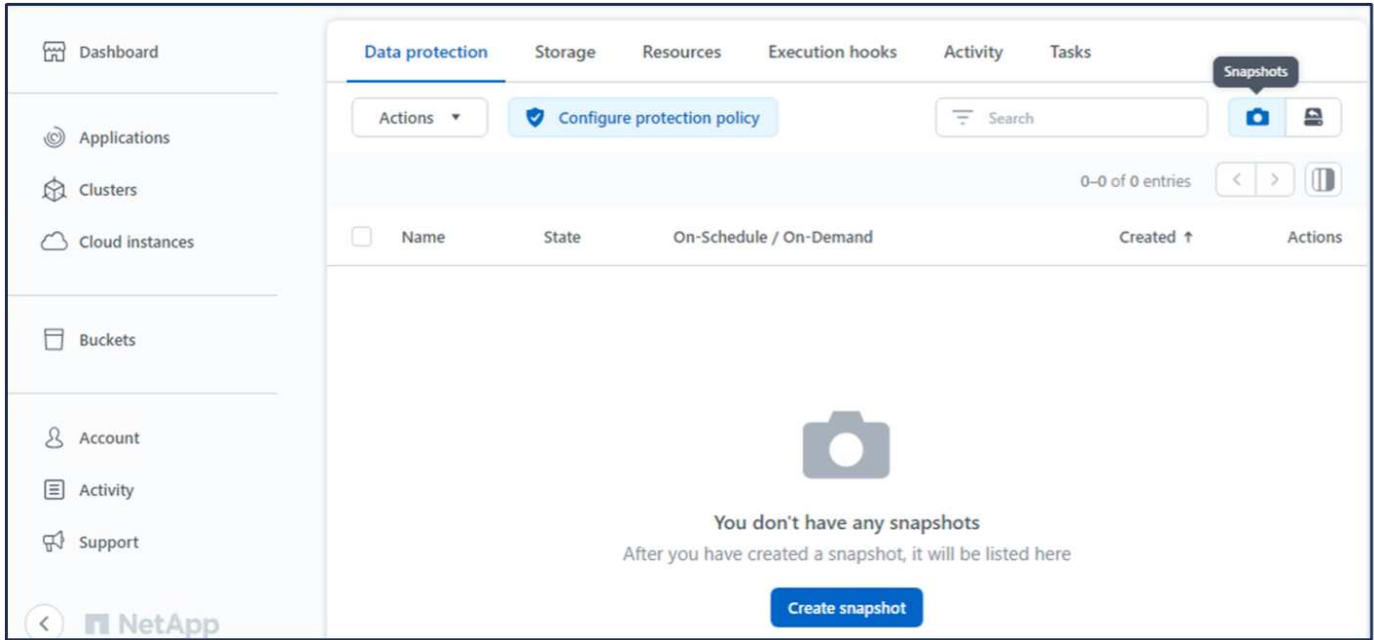 Dashboard
Applications
Clusters
Cloud instances
Buckets
Account
Activity
Support
NetApp
Data protection Storage Resources Execution hooks Activity Tasks
Snapshots
Actions Configure protection policy Search
0–0 of 0 entries
Name State On-Schedule / On-Demand Created ↑ Actions
You don't have any snapshots
After you have created a snapshot, it will be listed here
Create snapshot